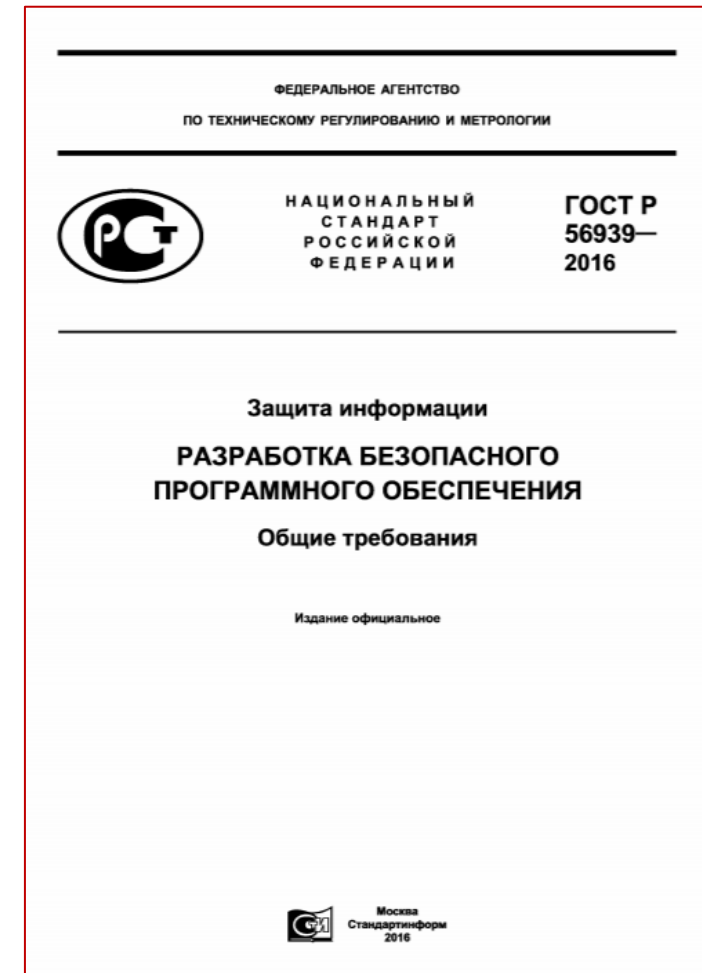 ФЕДЕРАЛЬНОЕ АГЕНТСТВО
ПО ТЕХНИЧЕСКОМУ РЕГУЛИРОВАНИЮ И МЕТРОЛОГИИ
РСТ
НАЦИОНАЛЬНЫЙ
СТАНДАРТ
РОССИЙСКОЙ
ФЕДЕРАЦИИ
ГОСТ Р
56939—
2016
Защита информации
РАЗРАБОТКА БЕЗОПАСНОГО
ПРОГРАММНОГО ОБЕСПЕЧЕНИЯ
Общие требования
Издание официальное
Москва
Стандартинформ
2016